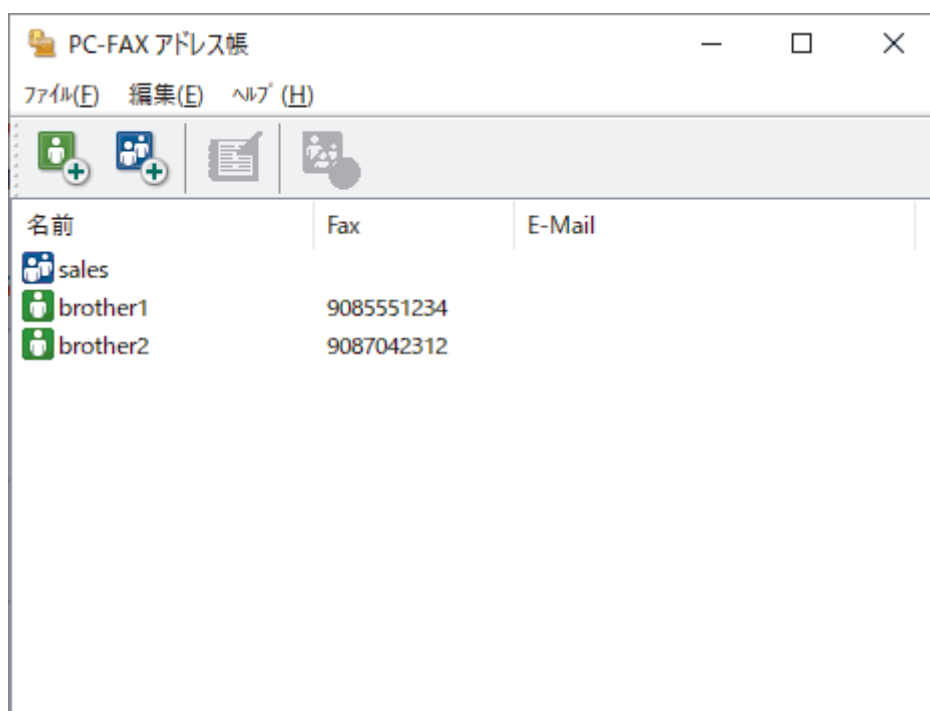 PC-FAX アドレス帳
ファイル(F) 編集(E) ヘルプ(H)
名前 Fax E-Mail
sales
brother1 9085551234
brother2 9087042312